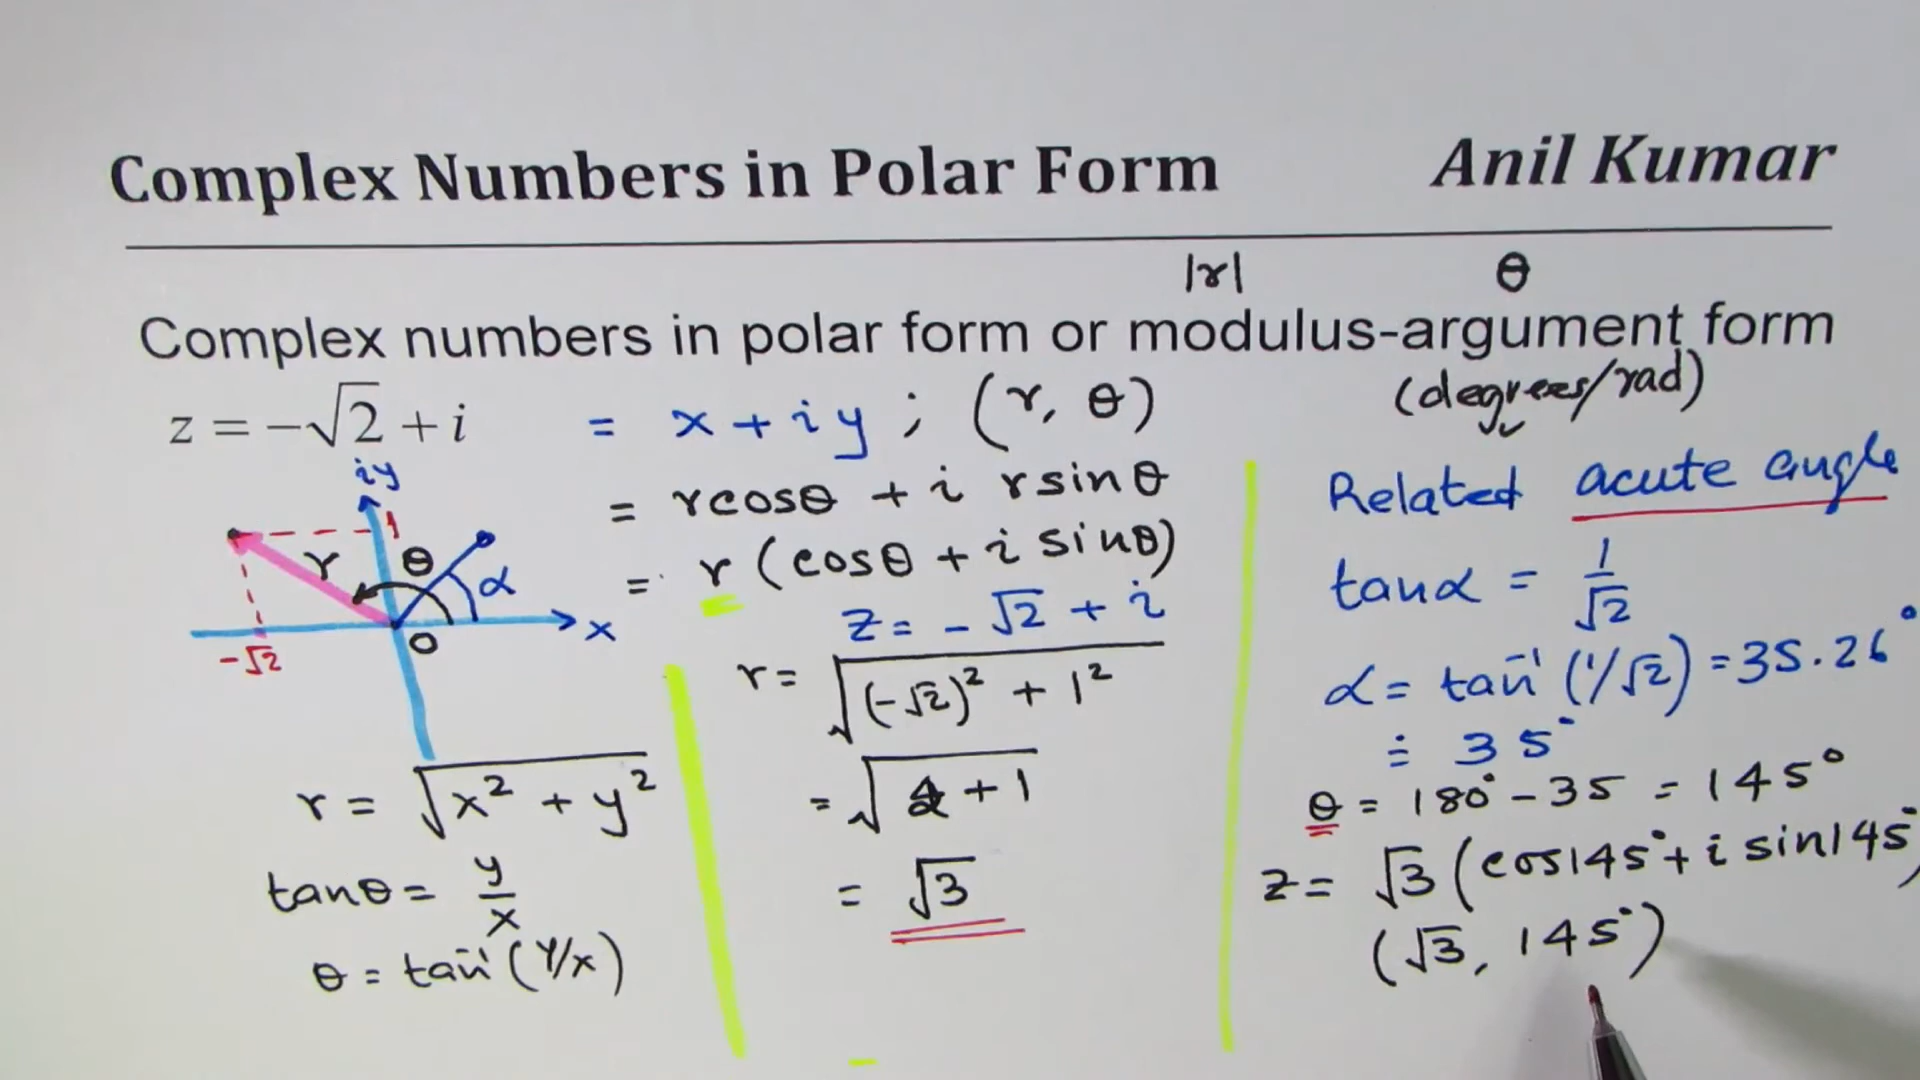 Complex Numbers in Polar Form Anil Kumar
|r| θ
Complex numbers in polar form or modulus-argument form
(degrees/rad)
z = -√2 + i = x + iy ; (r, θ)
= rcosθ + i rsinθ
= r (cosθ + i sinθ)
iy
1
r
θ
α
x
O
-√2
r = √x² + y²
tanθ = y/x
θ = tan⁻¹ (y/x)
z = -√2 + i
r = √(-√2)² + 1²
= √2 + 1
= √3
Related acute angle
tanα = 1/√2
α = tan⁻¹ (1/√2) = 35.26°
≐ 35°
θ = 180° - 35 = 145°
z = √3 (cos145° + i sin145°)
(√3, 145°)